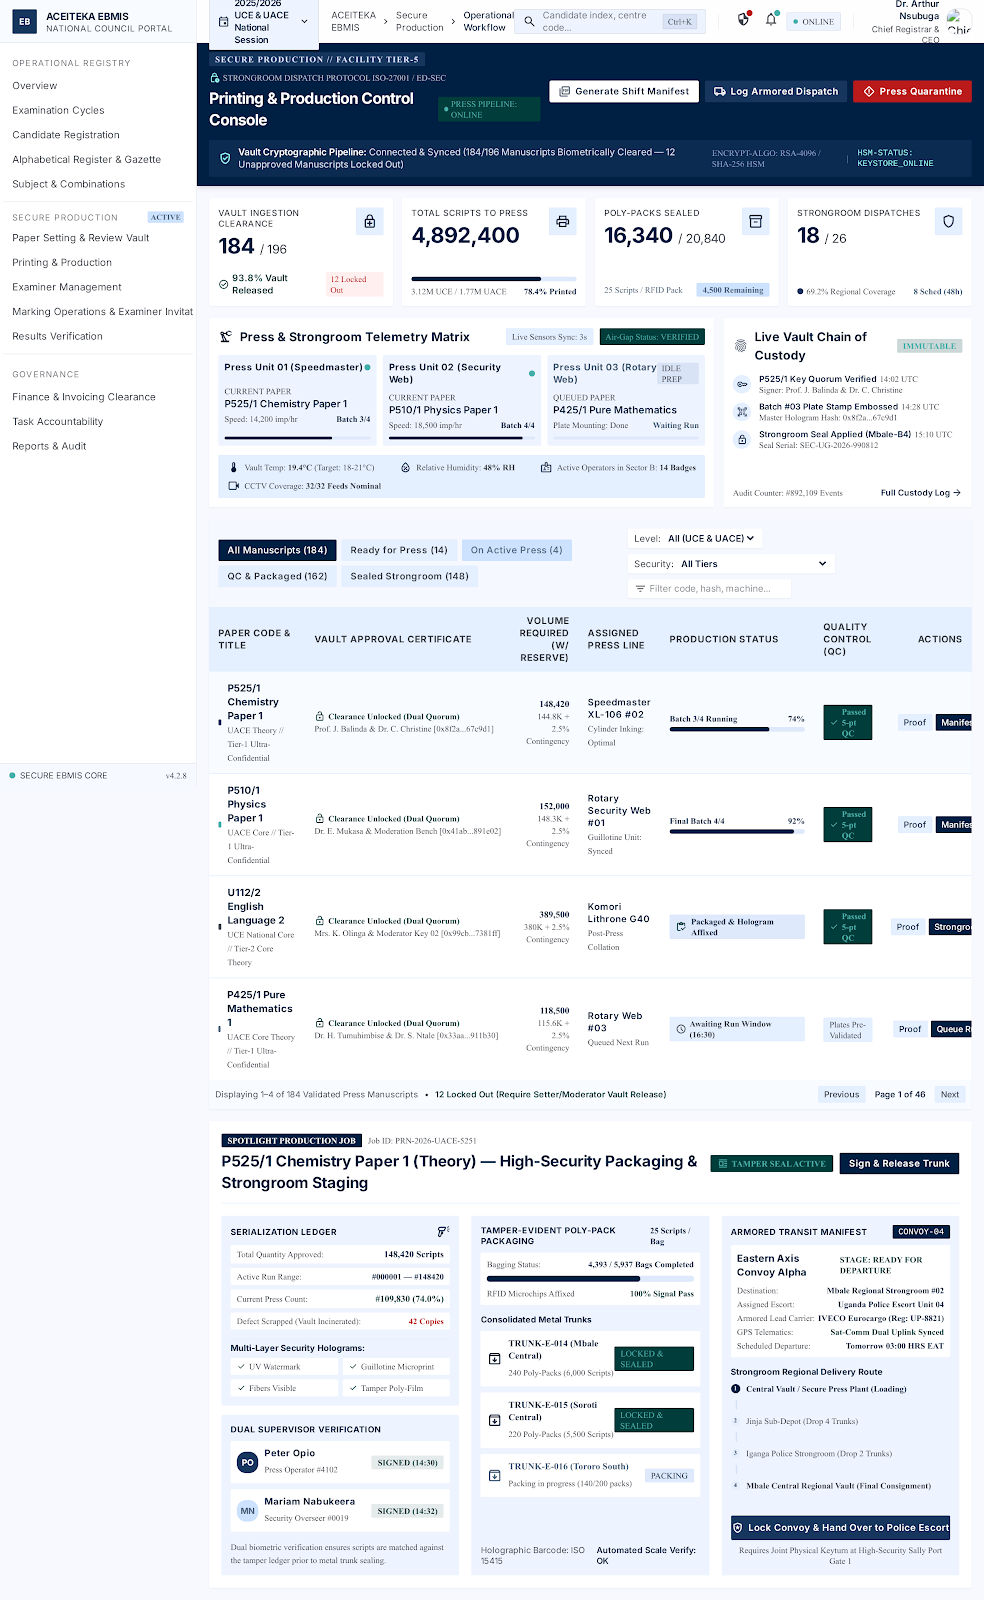 EB
ACEITEKA EBMIS
NATIONAL COUNCIL PORTAL
2025/2026
UCE & UACE
National
Session
ACEITEKA
EBMIS
Secure
Production
Operational
Workflow
Candidate index, centre
code...
Ctrl+K
ONLINE
Dr. Arthur
Nsubuga
Chief Registrar &
CEO
OPERATIONAL REGISTRY
Overview
Examination Cycles
Candidate Registration
Alphabetical Register & Gazette
Subject & Combinations
SECURE PRODUCTION
ACTIVE
Paper Setting & Review Vault
Printing & Production
Examiner Management
Marking Operations & Examiner Invitat
Results Verification
GOVERNANCE
Finance & Invoicing Clearance
Task Accountability
Reports & Audit
SECURE EBMIS CORE
v4.2.8
SECURE PRODUCTION // FACILITY TIER-5
STRONGROOM DISPATCH PROTOCOL ISO-27001 / ED-SEC
Printing & Production Control
Console
PRESS PIPELINE:
ONLINE
Generate Shift Manifest
Log Armored Dispatch
Press Quarantine
Vault Cryptographic Pipeline: Connected & Synced (184/196 Manuscripts Biometrically Cleared — 12
Unapproved Manuscripts Locked Out)
ENCRYPT-ALGO: RSA-4096 /
SHA-256 HSM
|
HSM-STATUS:
KEYSTORE_ONLINE
VAULT INGESTION
CLEARANCE
184 / 196
93.8% Vault
Released
12 Locked
Out
TOTAL SCRIPTS TO PRESS
4,892,400
3.12M UCE / 1.77M UACE
78.4% Printed
POLY-PACKS SEALED
16,340 / 20,840
25 Scripts / RFID Pack
4,500 Remaining
STRONGROOM DISPATCHES
18 / 26
69.2% Regional Coverage
8 Sched (48h)
Press & Strongroom Telemetry Matrix
Live Sensors Sync: 3s
Air-Gap Status: VERIFIED
Press Unit 01 (Speedmaster)
CURRENT PAPER
P525/1 Chemistry Paper 1
Speed: 14,200 imp/hr
Batch 3/4
Press Unit 02 (Security
Web)
CURRENT PAPER
P510/1 Physics Paper 1
Speed: 18,500 imp/hr
Batch 4/4
Press Unit 03 (Rotary
Web)
IDLE
PREP
QUEUED PAPER
P425/1 Pure Mathematics
Plate Mounting: Done
Waiting Run
Vault Temp: 19.4°C (Target: 18-21°C)
Relative Humidity: 48% RH
Active Operators in Sector B: 14 Badges
CCTV Coverage: 32/32 Feeds Nominal
Live Vault Chain of
Custody
IMMUTABLE
P525/1 Key Quorum Verified 14:02 UTC
Signer: Prof. J. Balinda & Dr. C. Christine
Batch #03 Plate Stamp Embossed 14:28 UTC
Master Hologram Hash: 0x8f2a...67c9d1
Strongroom Seal Applied (Mbale-B4) 15:10 UTC
Seal Serial: SEC-UG-2026-990812
Audit Counter: #892,109 Events
Full Custody Log →
All Manuscripts (184)
Ready for Press (14)
On Active Press (4)
QC & Packaged (162)
Sealed Strongroom (148)
Level: All (UCE & UACE)
Security: All Tiers
Filter code, hash, machine...
PAPER CODE &
TITLE
VAULT APPROVAL CERTIFICATE
VOLUME
REQUIRED
(W/
RESERVE)
ASSIGNED
PRESS LINE
PRODUCTION STATUS
QUALITY
CONTROL
(QC)
ACTIONS
P525/1
Chemistry
Paper 1
UACE Theory //
Tier-1 Ultra-
Confidential
Clearance Unlocked (Dual Quorum)
Prof. J. Balinda & Dr. C. Christine [0x8f2a...67c9d1]
148,420
144.8K +
2.5%
Contingency
Speedmaster
XL-106 #02
Cylinder Inking:
Optimal
Batch 3/4 Running
74%
Passed
5-pt
QC
Proof
Manifes
P510/1
Physics
Paper 1
UACE Core // Tier-
1 Ultra-
Confidential
Clearance Unlocked (Dual Quorum)
Dr. E. Mukasa & Moderation Bench [0x41ab...891e02]
152,000
148.3K +
2.5%
Contingency
Rotary
Security Web
#01
Guillotine Unit:
Synced
Final Batch 4/4
92%
Passed
5-pt
QC
Proof
Manifes
U112/2
English
Language 2
UCE National Core
// Tier-2 Core
Theory
Clearance Unlocked (Dual Quorum)
Mrs. K. Olinga & Moderator Key 02 [0x99cb...7381ff]
389,500
380K + 2.5%
Contingency
Komori
Lithrone G40
Post-Press
Collation
Packaged & Hologram
Affixed
Passed
5-pt
QC
Proof
Strongro
P425/1 Pure
Mathematics
1
UACE Core Theory
// Tier-1 Ultra-
Confidential
Clearance Unlocked (Dual Quorum)
Dr. H. Tumuhimbise & Dr. S. Ntale [0x33aa...911b30]
118,500
115.6K +
2.5%
Contingency
Rotary Web
#03
Queued Next Run
Awaiting Run Window
(16:30)
Plates Pre-
Validated
Proof
Queue R
Displaying 1–4 of 184 Validated Press Manuscripts • 12 Locked Out (Require Setter/Moderator Vault Release)
Previous
Page 1 of 46
Next
SPOTLIGHT PRODUCTION JOB
Job ID: PRN-2026-UACE-5251
P525/1 Chemistry Paper 1 (Theory) — High-Security Packaging &
Strongroom Staging
TAMPER SEAL ACTIVE
Sign & Release Trunk
SERIALIZATION LEDGER
Total Quantity Approved:
148,420 Scripts
Active Run Range:
#000001 — #148420
Current Press Count:
#109,830 (74.0%)
Defect Scrapped (Vault Incinerated):
42 Copies
Multi-Layer Security Holograms:
✓ UV Watermark
✓ Guillotine Microprint
✓ Fibers Visible
✓ Tamper Poly-Film
DUAL SUPERVISOR VERIFICATION
PO
Peter Opio
Press Operator #4102
SIGNED (14:30)
MN
Mariam Nabukeera
Security Overseer #0019
SIGNED (14:32)
Dual biometric verification ensures scripts are matched against
the tamper ledger prior to metal trunk sealing.
TAMPER-EVIDENT POLY-PACK
PACKAGING
25 Scripts /
Bag
Bagging Status:
4,393 / 5,937 Bags Completed
RFID Microchips Affixed
100% Signal Pass
Consolidated Metal Trunks
TRUNK-E-014 (Mbale
Central)
240 Poly-Packs (6,000 Scripts)
LOCKED &
SEALED
TRUNK-E-015 (Soroti
Central)
220 Poly-Packs (5,500 Scripts)
LOCKED &
SEALED
TRUNK-E-016 (Tororo South)
Packing in progress (140/200 packs)
PACKING
Holographic Barcode: ISO
15415
Automated Scale Verify:
OK
ARMORED TRANSIT MANIFEST
CONVOY-04
Eastern Axis
Convoy Alpha
STAGE: READY FOR
DEPARTURE
Destination:
Mbale Regional Strongroom #02
Assigned Escort:
Uganda Police Escort Unit 04
Armored Lead Carrier:
IVECO Eurocargo (Reg: UP-8821)
GPS Telematics:
Sat-Comm Dual Uplink Synced
Scheduled Departure:
Tomorrow 03:00 HRS EAT
Strongroom Regional Delivery Route
1
Central Vault / Secure Press Plant (Loading)
2
Jinja Sub-Depot (Drop 4 Trunks)
3
Iganga Police Strongroom (Drop 2 Trunks)
4
Mbale Central Regional Vault (Final Consignment)
Lock Convoy & Hand Over to Police Escort
Requires Joint Physical Keyturn at High-Security Sally Port
Gate 1